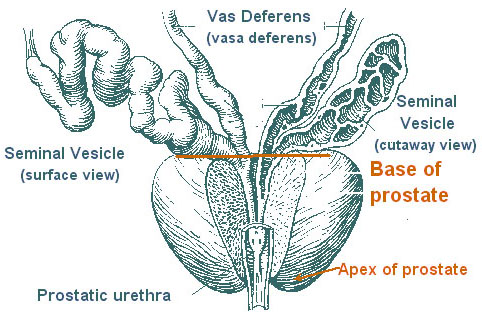 Vas Deferens
(vasa deferens)
Seminal
Vesicle
(cutaway view)
Seminal Vesicle
(surface view)
Base of
prostate
Apex of prostate
Prostatic urethra